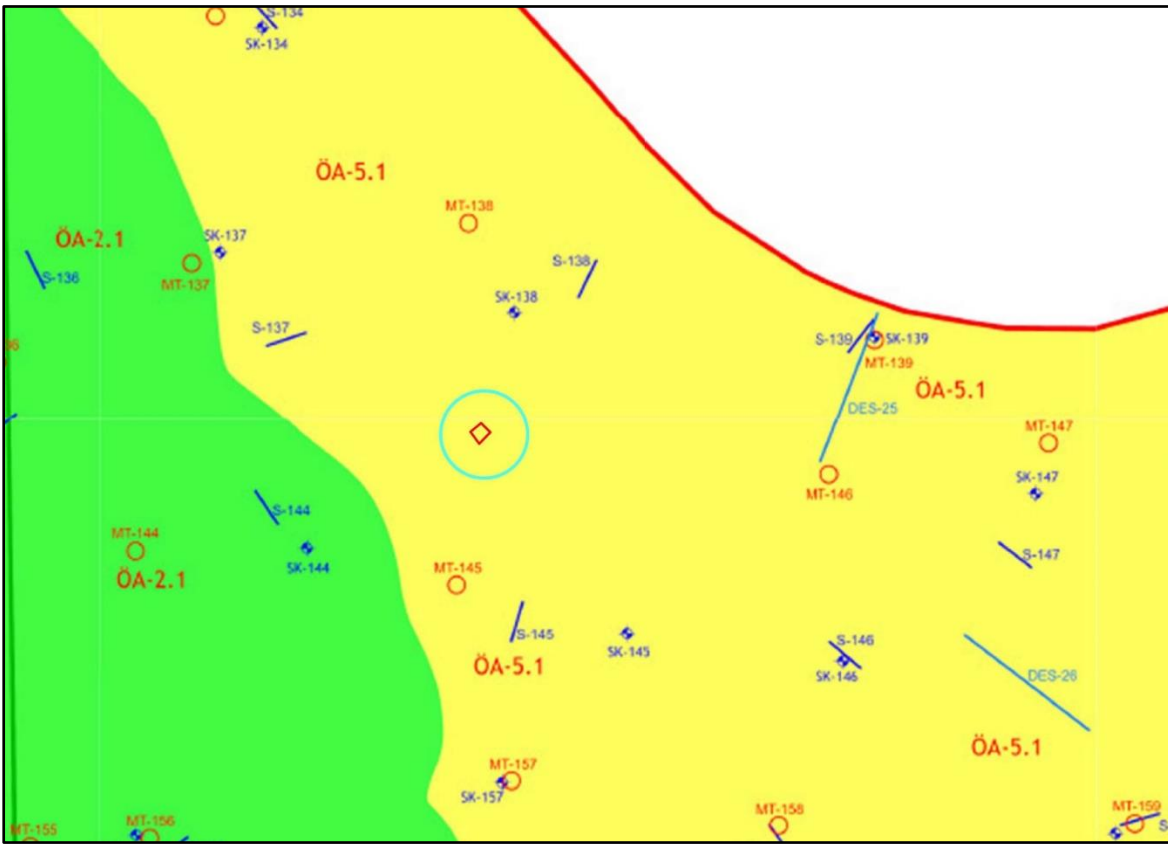 S-134
SK-134
ÖA-5.1
MT-138
SK-137
ÖA-2.1
S-138
S-136
MT-137
SK-138
S-137
S-139
SK-139
MT-139
ÖA-5.1
DES-25
MT-147
SK-147
MT-146
S-144
MT-144
SK-144
ÖA-2.1
S-147
MT-145
S-145
S-146
SK-145
ÖA-5.1
SK-146
DES-26
ÖA-5.1
MT-157
SK-157
MT-158
MT-159
MT-156
MT-155